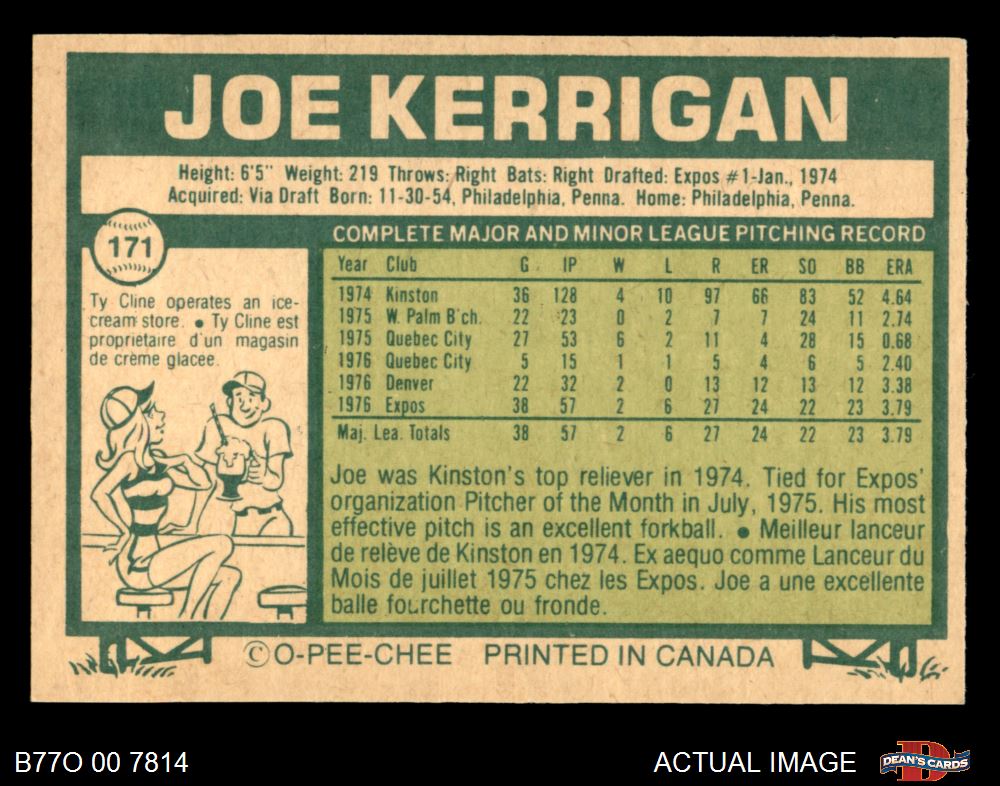 JOE KERRIGAN
Height: 6'5" Weight: 219 Throws: Right Bats: Right Drafted: Expos #1-Jan., 1974
Acquired: Via Draft Born: 11-30-54, Philadelphia, Penna. Home: Philadelphia, Penna.
171
Ty Cline operates an ice-
cream store. ● Ty Cline est
proprietaire d'un magasin
de crème glacee.
COMPLETE MAJOR AND MINOR LEAGUE PITCHING RECORD
Year Club G IP W L R ER SO BB ERA
1974 Kinston 36 128 4 10 97 66 83 52 4.64
1975 W. Palm B'ch. 22 23 0 2 7 7 24 11 2.74
1975 Quebec City 27 53 6 2 11 4 28 15 0.68
1976 Quebec City 5 15 1 1 5 4 6 5 2.40
1976 Denver 22 32 2 0 13 12 13 12 3.38
1976 Expos 38 57 2 6 27 24 22 23 3.79
Maj. Lea. Totals 38 57 2 6 27 24 22 23 3.79
Joe was Kinston's top reliever in 1974. Tied for Expos'
organization Pitcher of the Month in July, 1975. His most
effective pitch is an excellent forkball. ● Meilleur lanceur
de relève de Kinston en 1974. Ex aequo comme Lanceur du
Mois de juillet 1975 chez les Expos. Joe a une excellente
balle fourchette ou fronde.
©O-PEE-CHEE PRINTED IN CANADA
B77O 00 7814
ACTUAL IMAGE
D
DEAN'S CARDS